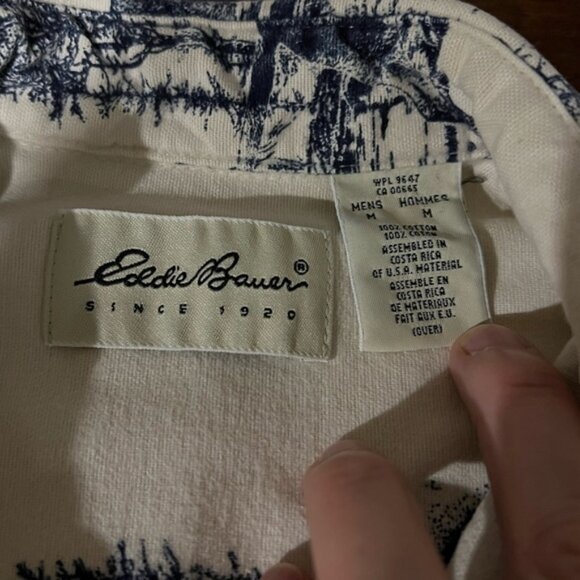 Eddie Bauer®
SINCE 1920
WPL 9647
CA 00665
MENS HOMMES
M M
100% COTTON
100% COTON
ASSEMBLED IN
COSTA RICA
OF U.S.A. MATERIAL
ASSEMBLE EN
COSTA RICA
DE MATERIAUX
FAIT AUX E.U.
(OVER)